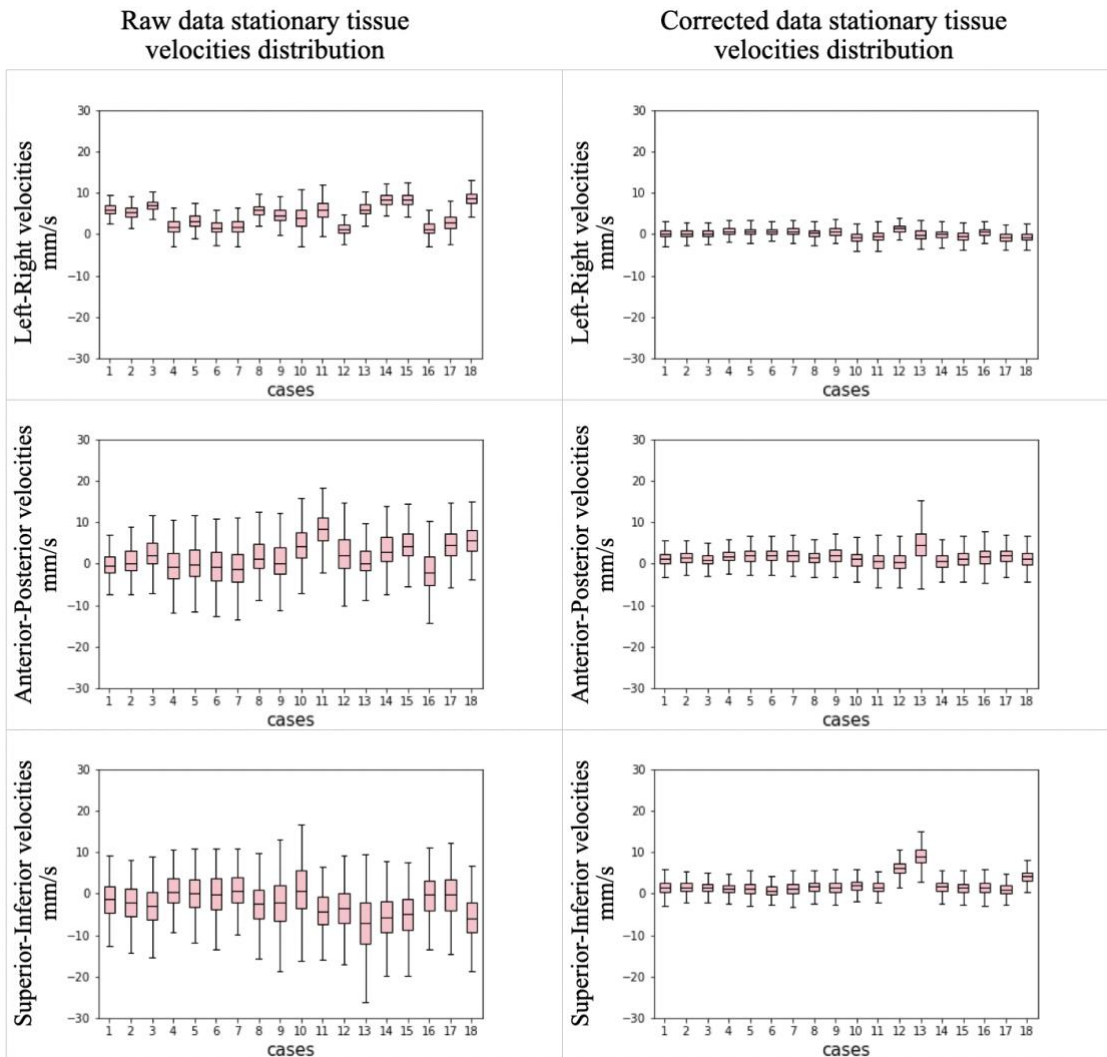 Raw data stationary tissue
velocities distribution
Corrected data stationary tissue
velocities distribution
Left-Right velocities
mm/s
30
20
10
0
−10
−20
−30
1 2 3 4 5 6 7 8 9 10 11 12 13 14 15 16 17 18
cases
Left-Right velocities
mm/s
30
20
10
0
−10
−20
−30
1 2 3 4 5 6 7 8 9 10 11 12 13 14 15 16 17 18
cases
Anterior-Posterior velocities
mm/s
30
20
10
0
−10
−20
−30
1 2 3 4 5 6 7 8 9 10 11 12 13 14 15 16 17 18
cases
Anterior-Posterior velocities
mm/s
30
20
10
0
−10
−20
−30
1 2 3 4 5 6 7 8 9 10 11 12 13 14 15 16 17 18
cases
Superior-Inferior velocities
mm/s
30
20
10
0
−10
−20
−30
1 2 3 4 5 6 7 8 9 10 11 12 13 14 15 16 17 18
cases
Superior-Inferior velocities
mm/s
30
20
10
0
−10
−20
−30
1 2 3 4 5 6 7 8 9 10 11 12 13 14 15 16 17 18
cases